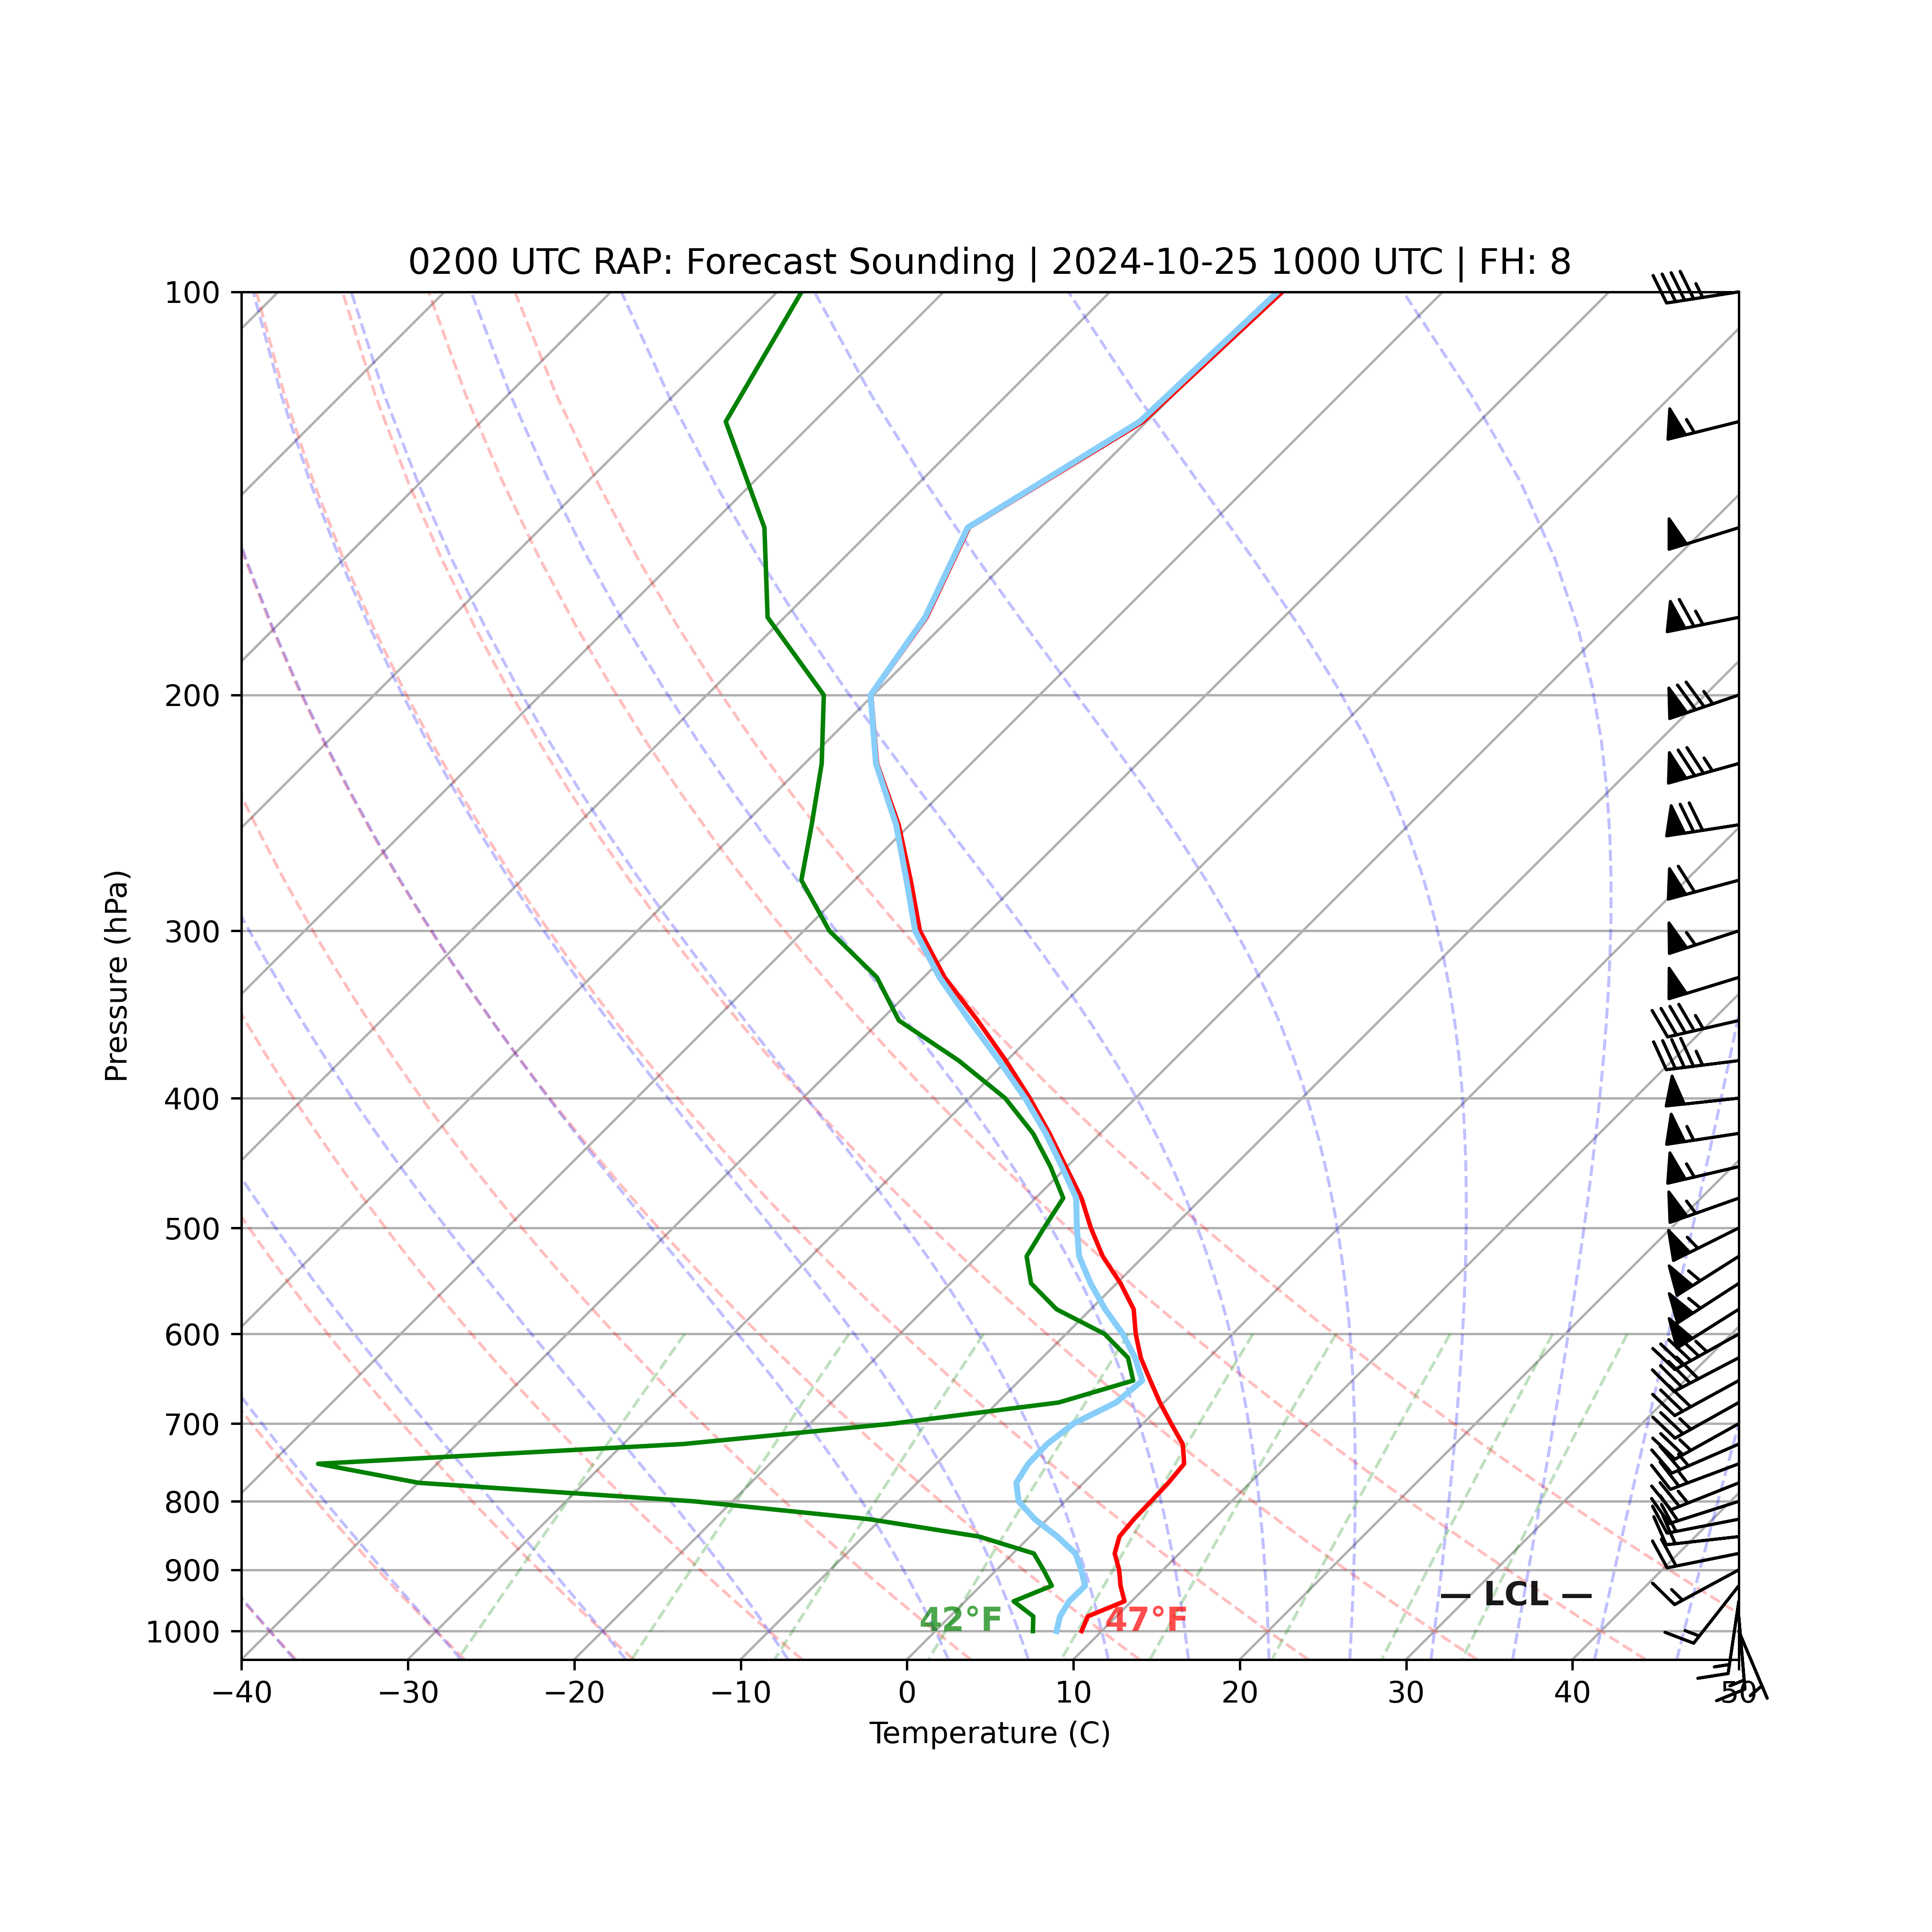 0200 UTC RAP: Forecast Sounding | 2024-10-25 1000 UTC | FH: 8
100
200
300
400
500
600
700
800
900
1000
Pressure (hPa)
42°F 47°F
— LCL —
−40 −30 −20 −10 0 10 20 30 40 50
Temperature (C)